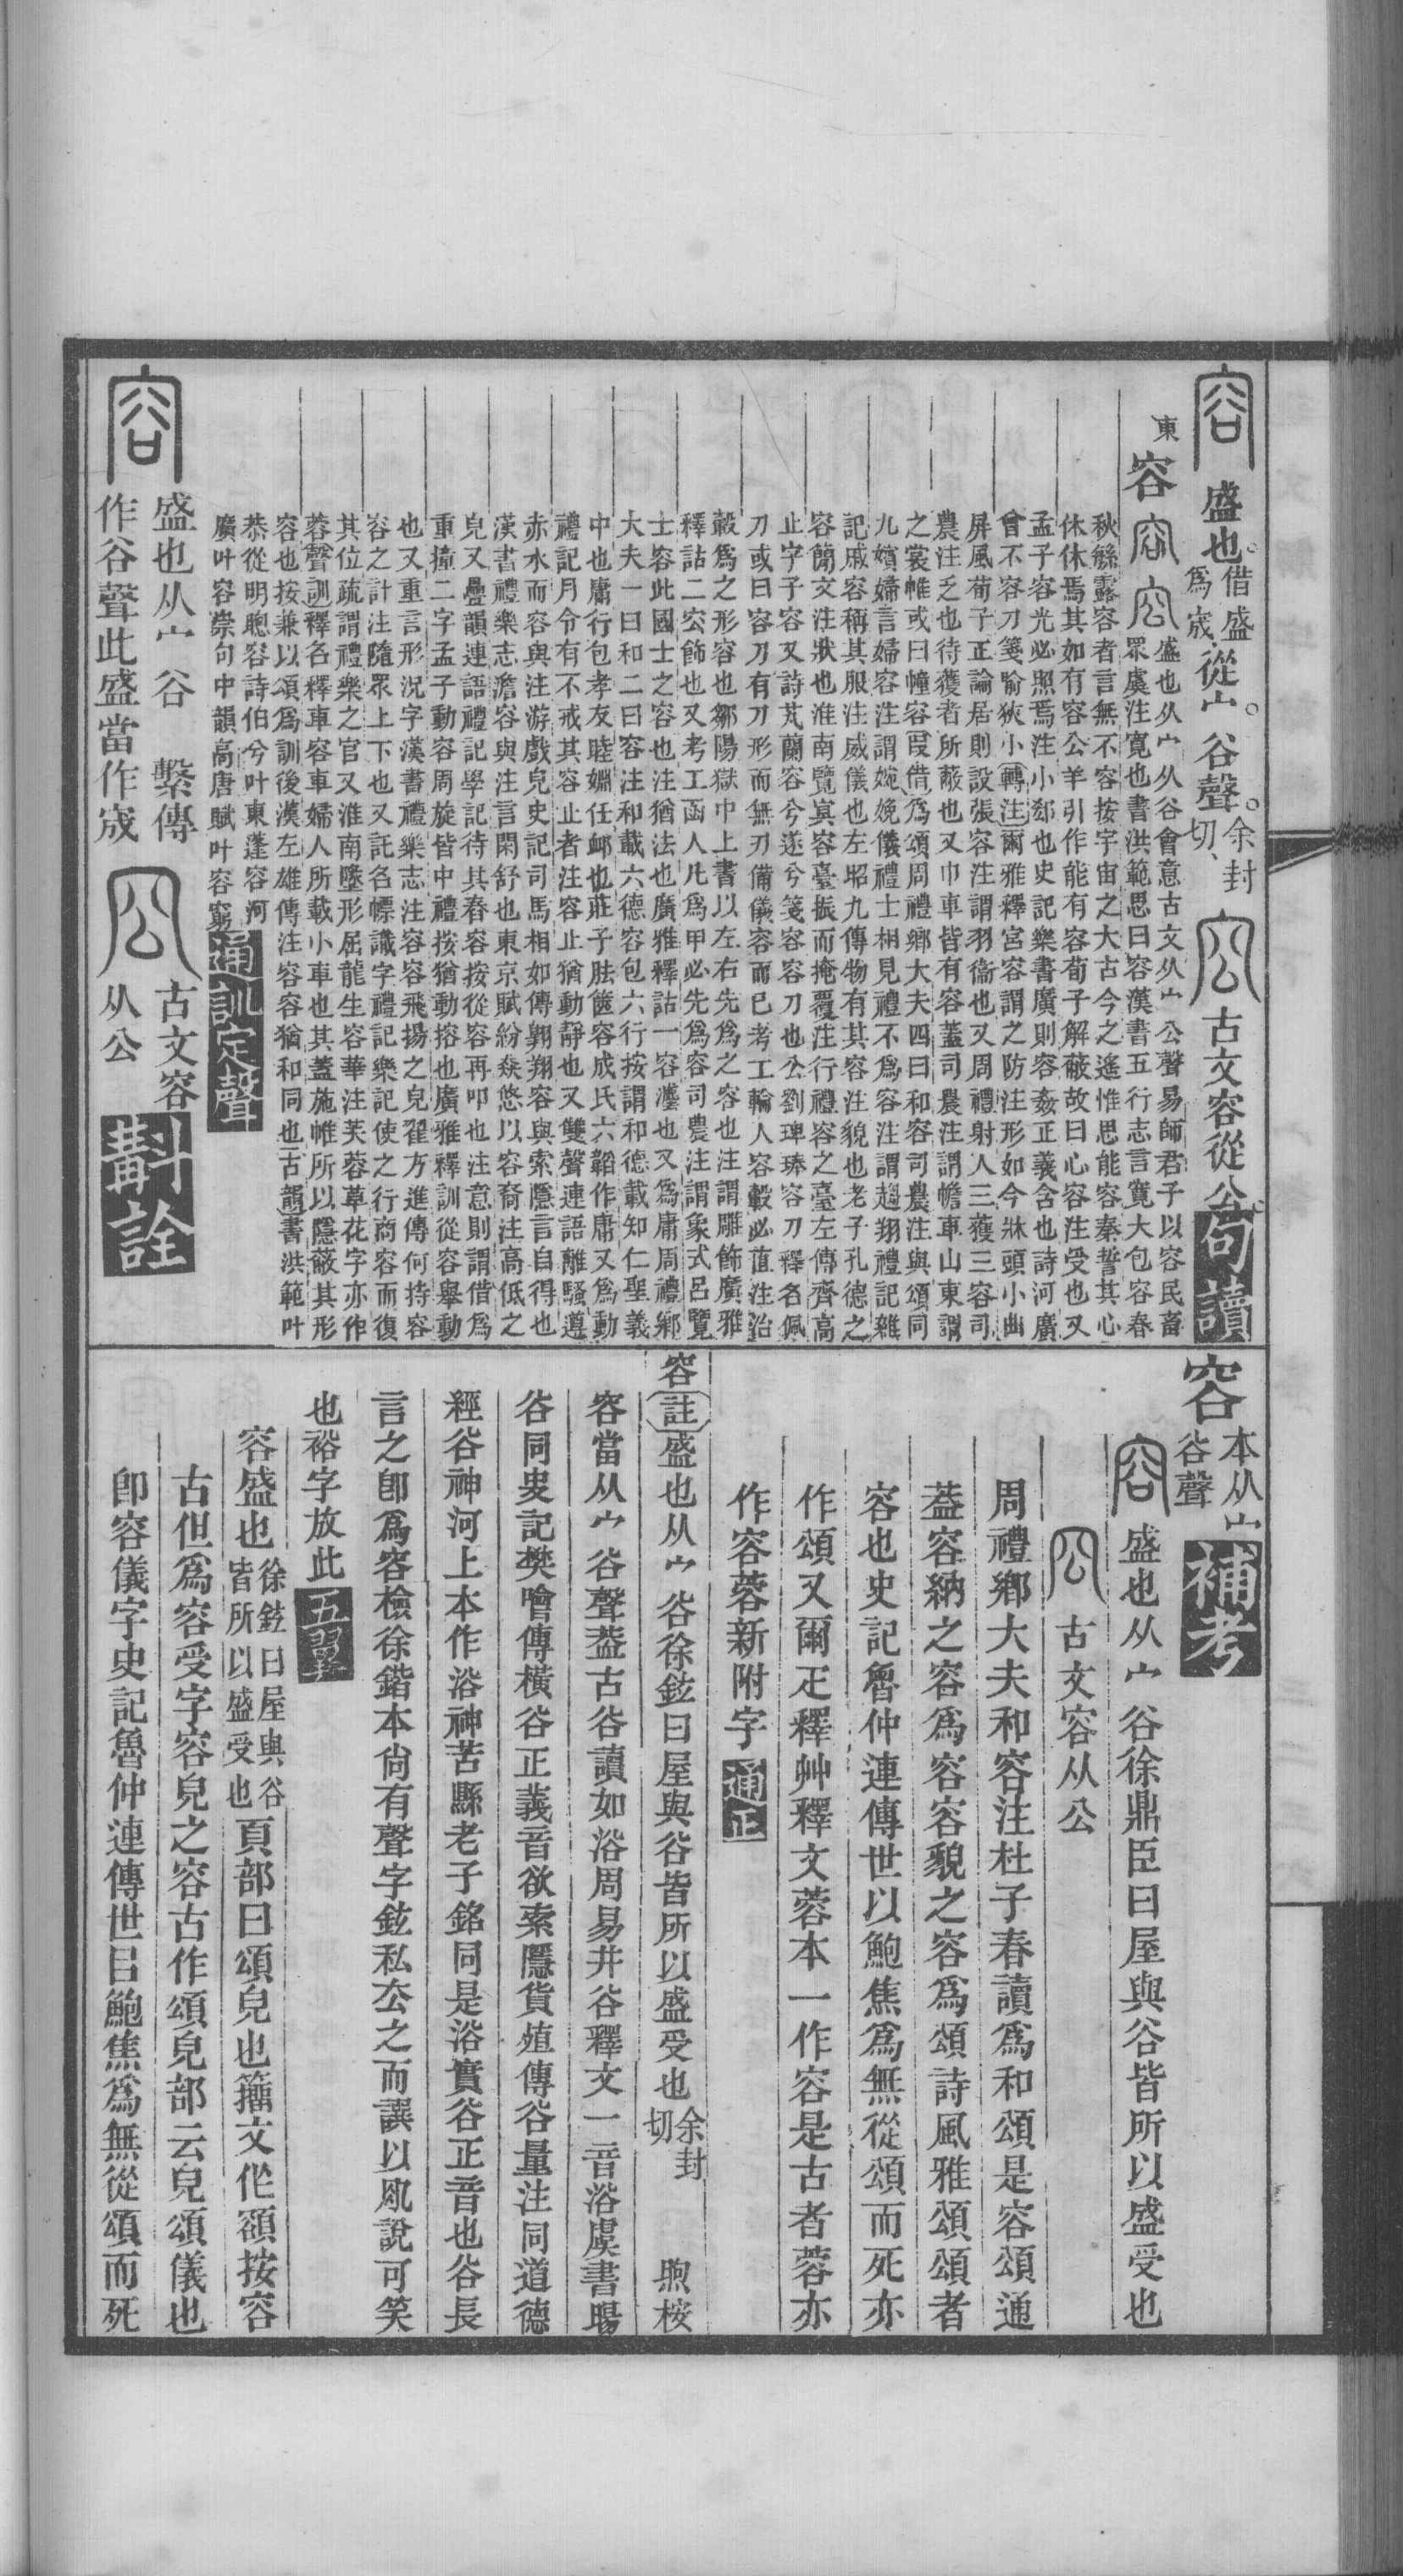 容 盛也借盛為宬從宀谷聲余封切 公 古文容從公句讀
東 容 容 㝐 盛也从宀从谷會意古文从宀公聲易師君子以容民畜
眾虞注寬也書洪範思曰容漢書五行志言寬大包容春
秋緐露容者言無不容按宇宙之大古今之遙惟思能容秦誓其心
休休焉其如有容公羊引作能有容荀子解蔽故曰心容注受也又
孟子容光必照焉注小郄也史記樂書廣則容姦正義含也詩河廣
曾不容刀箋喻狹小轉注爾雅釋宮容謂之防注形如今牀頭小曲
屏風荀子正論居則設張容注謂羽衞也又周禮射人三獲三容司
農注乏也待獲者所蔽也又巾車皆有容蓋司農注謂幨車山東謂
之裳帷或曰幢容叚借為頌周禮鄉大夫四曰和容司農注與頌同
九嬪婦言婦容注謂婉娩儀禮士相見禮不為容注謂趨翔禮記雜
記戚容稱其服注威儀也左昭九傳物有其容注貌也老子孔德之
容簡文注狀也淮南覽冥容臺振而掩覆注行禮容之臺左傳齊高
止字子容又詩芄蘭容兮遂兮箋容容刀也公劉琕琫容刀釋名佩
刀或曰容刀有刀形而無刃備儀容而已考工輪人容轂必直注治
轂為之形容也鄒陽獄中上書以左右先為之容也注謂雕飾廣雅
釋詁二宏飾也又考工函人凡為甲必先為容司農注謂象式呂覽
士容此國士之容也注猶法也廣雅釋詁一容灋也又為庸周禮鄉
大夫一曰和二曰容注和載六德容包六行按謂和德載知仁聖義
中也庸行包孝友睦婣任卹也莊子胠篋容成氏六韜作庸又為動
禮記月令有不戒其容止者注容止猶動靜也又雙聲連語離騷遵
赤水而容與注游戲皃史記司馬相如傳翱翔容與索隱言自得也
漢書禮樂志澹容與注言閑舒也東京賦紛焱悠以容裔注高低之
皃又曡韻連語禮記學記待其舂容按從容再叩也注意則謂借為
重撞二字孟子動容周旋皆中禮按猶動搈也廣雅釋訓從容舉動
也又重言形況字漢書禮樂志注容容飛揚之皃翟方進傳何持容
容之計注隨眾上下也又託名幖識字禮記樂記使之行商容而復
其位疏謂禮樂之官又淮南墬形屈龍生容華注芙蓉草花字亦作
蓉聲訓釋名釋車容車婦人所載小車也其蓋施帷所以隱蔽其形
容也按兼以頌為訓後漢左雄傳注容容猶和同也古韻書洪範叶
恭從明聰容詩伯兮叶東蓬容河
廣叶容崇句中韻高唐賦叶容窮通訓定聲
容 盛也从宀谷 繫傳
作谷聲此盛當作宬 公 古文容
从公 斠詮
容 本从宀
谷聲 補考
容 盛也从宀谷徐鼎臣曰屋與谷皆所以盛受也
公 古文容从公
周禮鄉大夫和容注杜子春讀為和頌是容頌通
葢容納之容為容容貌之容為頌詩風雅頌頌者
容也史記魯仲連傳世以鮑焦為無從頌而死亦
作頌又爾疋釋艸釋文蓉本一作容是古者蓉亦
作容蓉新附字 通正
容註盛也从宀谷徐鉉曰屋與谷皆所以盛受也余封切 煦桉
容當从宀谷聲葢古谷讀如浴周易井谷釋文一音浴虞書暘
谷同史記樊噲傳橫谷正義音欲索隱貨殖傳谷量注同道德
經谷神河上本作浴神苦縣老子銘同是浴實谷正音也谷長
言之卽為容檢徐鍇本尙有聲字鉉私厺之而譔以凨說可笑
也裕字放此 五翼
容盛也徐鉉曰屋與谷皆所以盛受也 頁部曰頌皃也籒文作額按容
古但為容受字容皃之容古作頌皃部云皃頌儀也
卽容儀字史記魯仲連傳世㠯鮑焦為無從頌而死